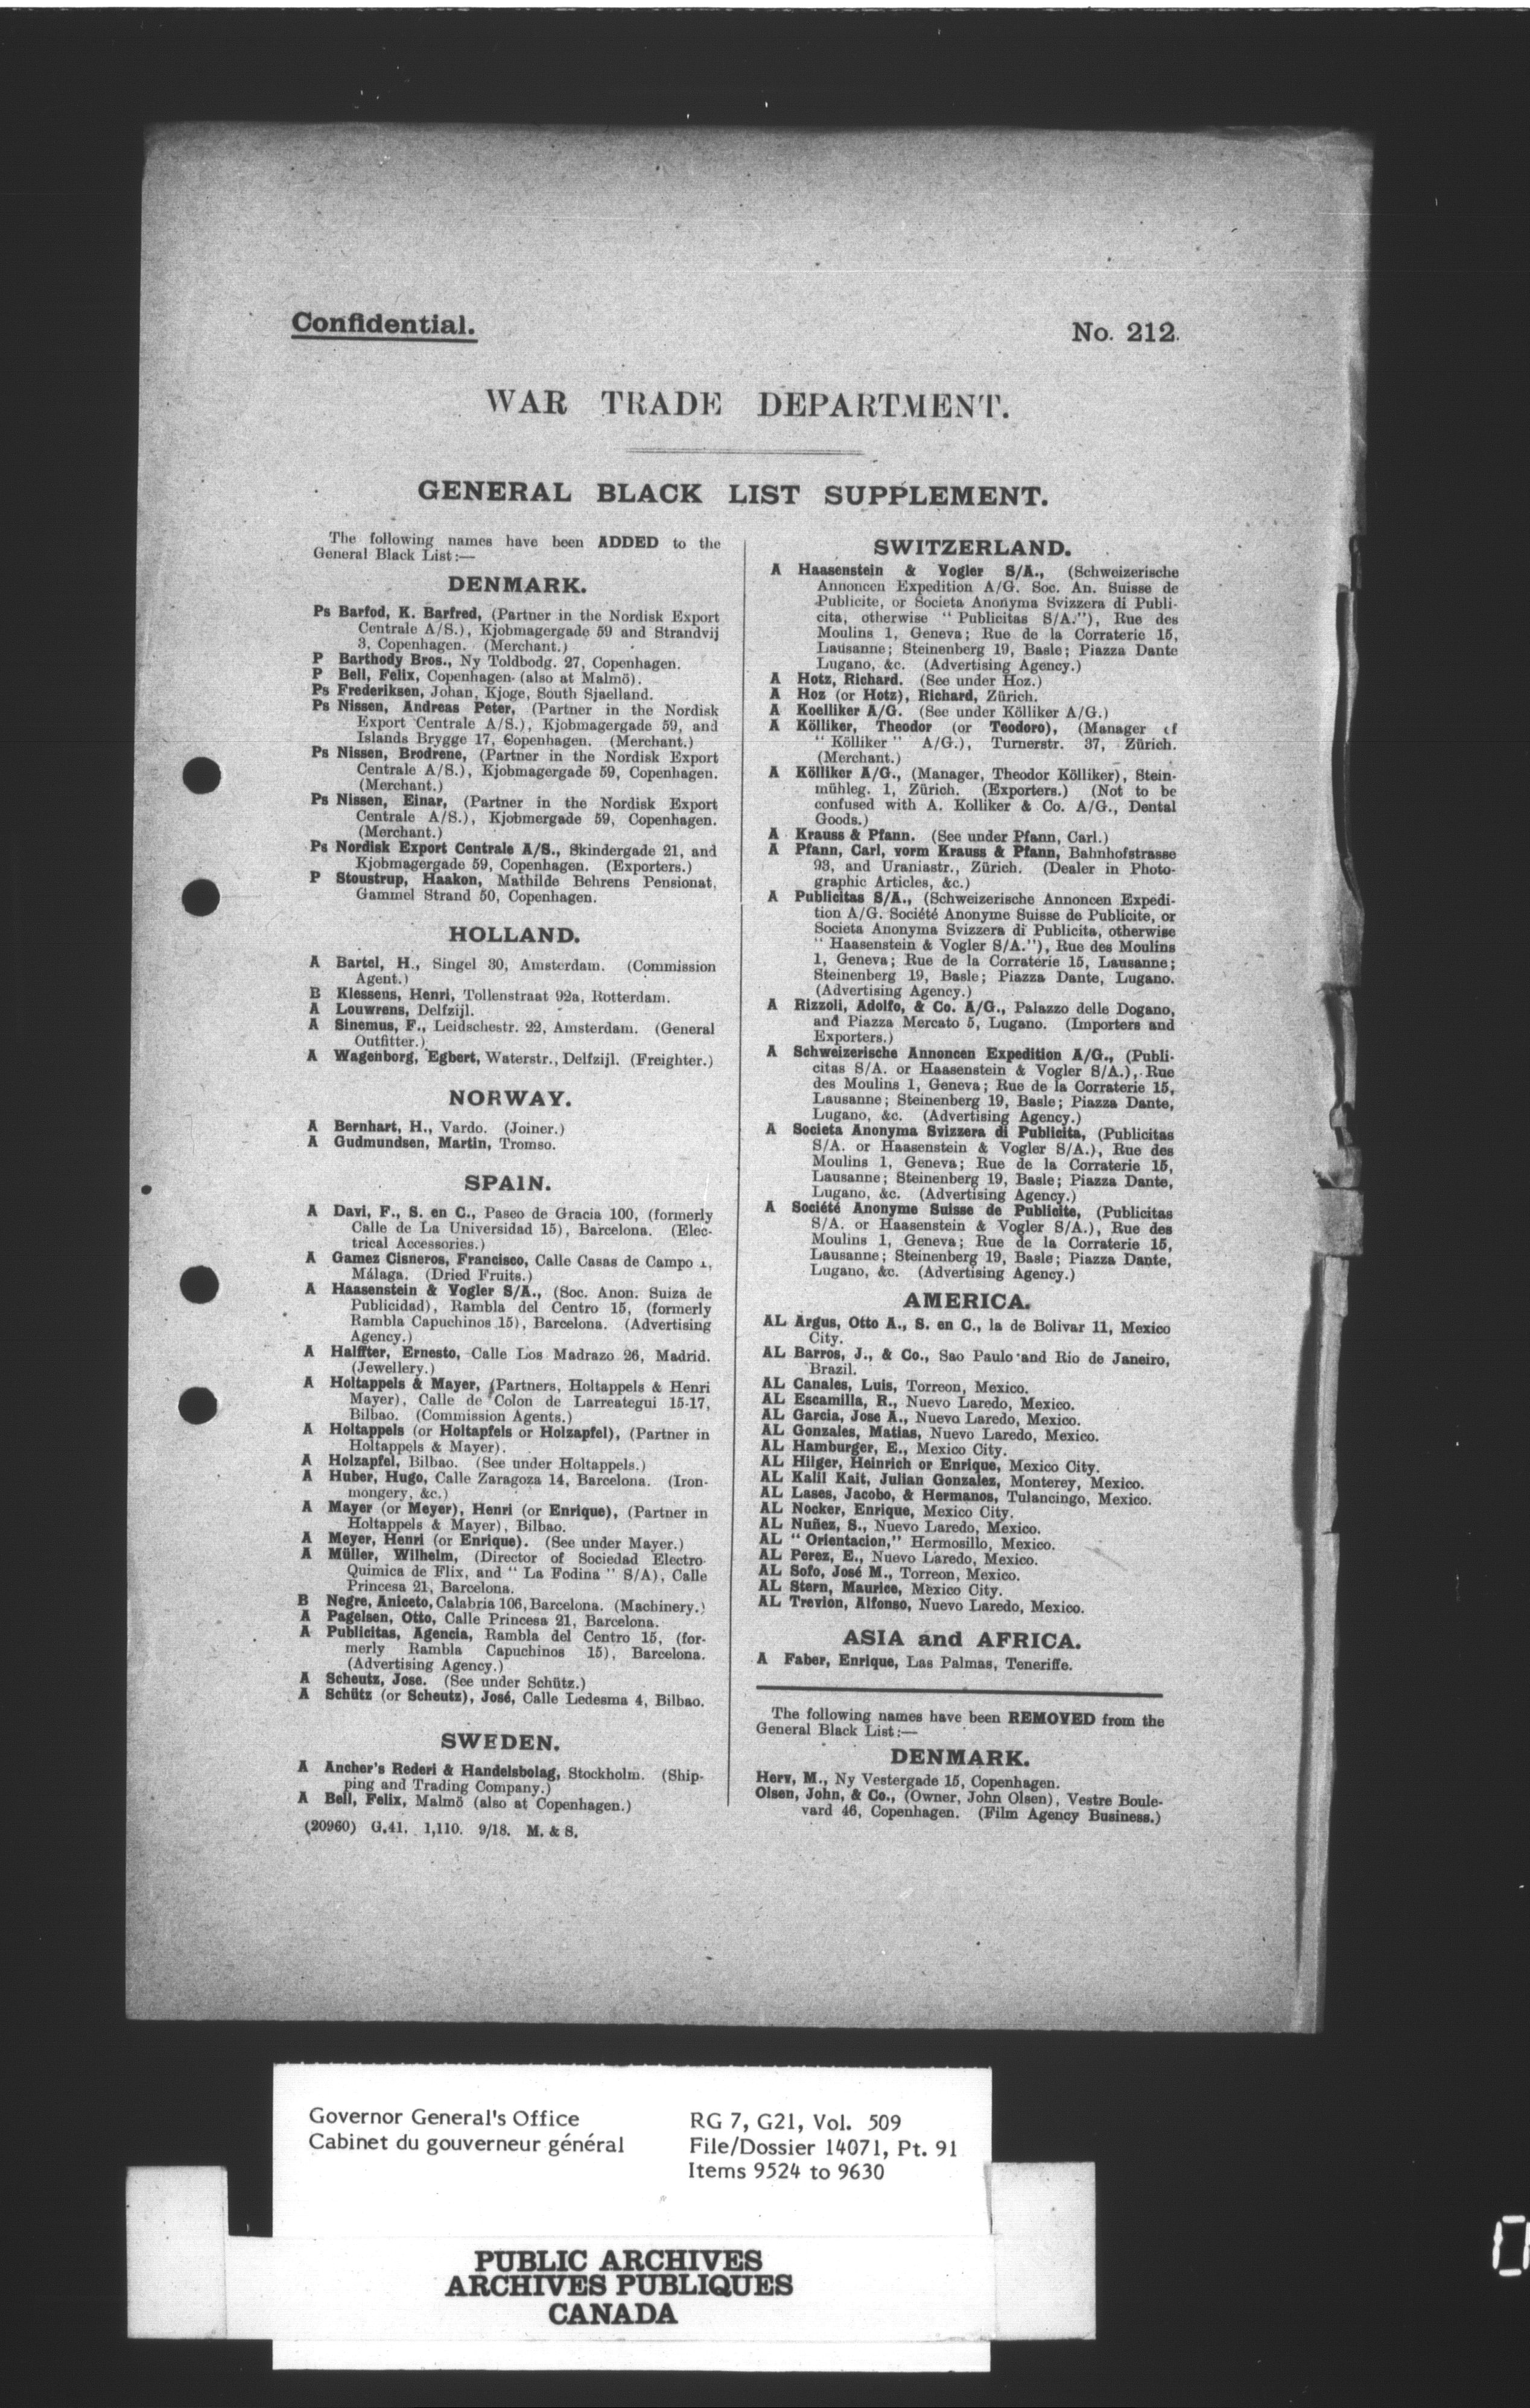 Confidential.
No. 212.
WAR TRADE DEPARTMENT.
GENERAL BLACK LIST SUPPLEMENT.
The following names have been ADDED to the
General Black List:—
DENMARK.
Ps Barfod, K. Barfred, (Partner in the Nordisk Export
Centrale A/S.), Kjobmagergade 59 and Strandvij
3, Copenhagen. (Merchant.)
P Barthody Bros., Ny Toldbodg. 27, Copenhagen.
P Bell, Felix, Copenhagen (also at Malmö).
Ps Frederiksen, Johan, Kjoge, South Sjaelland.
Ps Nissen, Andreas Peter, (Partner in the Nordisk
Export Centrale A/S.), Kjobmagergade 59, and
Islands Brygge 17, Copenhagen. (Merchant.)
Ps Nissen, Brodrene, (Partner in the Nordisk Export
Centrale A/S.), Kjobmagergade 59, Copenhagen.
(Merchant.)
Ps Nissen, Einar, (Partner in the Nordisk Export
Centrale A/S.), Kjobmergade 59, Copenhagen.
(Merchant.)
Ps Nordisk Export Centrale A/S., Skindergade 21, and
Kjobmagergade 59, Copenhagen. (Exporters.)
P Stoustrup, Haakon, Mathilde Behrens Pensionat,
Gammel Strand 50, Copenhagen.
HOLLAND.
A Bartel, H., Singel 30, Amsterdam. (Commission
Agent.)
B Klessens, Henri, Tollenstraat 92a, Rotterdam.
A Louwrens, Delfzijl.
A Sinemus, F., Leidschestr. 22, Amsterdam. (General
Outfitter.)
A Wagenborg, Egbert, Waterstr., Delfzijl. (Freighter.)
NORWAY.
A Bernhart, H., Vardo. (Joiner.)
A Gudmundsen, Martin, Tromso.
SPAIN.
A Davi, F., S. en C., Paseo de Gracia 100, (formerly
Calle de La Universidad 15), Barcelona. (Elec-
trical Accessories.)
A Gamez Cisneros, Francisco, Calle Casas de Campo 1,
Málaga. (Dried Fruits.)
A Haasenstein & Vogler S/A., (Soc. Anon. Suiza de
Publicidad), Rambla del Centro 15, (formerly
Rambla Capuchinos 15), Barcelona. (Advertising
Agency.)
A Halffter, Ernesto, Calle Los Madrazo 26, Madrid.
(Jewellery.)
A Holtappels & Mayer, (Partners, Holtappels & Henri
Mayer), Calle de Colon de Larreategui 15-17,
Bilbao. (Commission Agents.)
A Holtappels (or Holtapfels or Holzapfel), (Partner in
Holtappels & Mayer).
A Holzapfel, Bilbao. (See under Holtappels.)
A Huber, Hugo, Calle Zaragoza 14, Barcelona. (Iron-
mongery, &c.)
A Mayer (or Meyer), Henri (or Enrique), (Partner in
Holtappels & Mayer), Bilbao.
A Meyer, Henri (or Enrique). (See under Mayer.)
A Müller, Wilhelm, (Director of Sociedad Electro-
Quimica de Flix, and " La Fodina " S/A), Calle
Princesa 21, Barcelona.
B Negre, Aniceto, Calabria 106, Barcelona. (Machinery.)
A Pagelsen, Otto, Calle Princesa 21, Barcelona.
A Publicitas, Agencia, Rambla del Centro 15, (for-
merly Rambla Capuchinos 15), Barcelona.
(Advertising Agency.)
A Scheutz, Jose. (See under Schütz.)
A Schütz (or Scheutz), José, Calle Ledesma 4, Bilbao.
SWEDEN.
A Ancher's Rederi & Handelsbolag, Stockholm. (Ship-
ping and Trading Company.)
A Bell, Felix, Malmö (also at Copenhagen.)
(20960) G.41. 1,110. 9/18. M. & S.
SWITZERLAND.
A Haasenstein & Vogler S/A., (Schweizerische
Annoncen Expedition A/G. Soc. An. Suisse de
Publicite, or Societa Anonyma Svizzera di Publi-
cita, otherwise " Publicitas S/A."), Rue des
Moulins 1, Geneva; Rue de la Corraterie 15,
Lausanne; Steinenberg 19, Basle; Piazza Dante
Lugano, &c. (Advertising Agency.)
A Hotz, Richard. (See under Hoz.)
A Hoz (or Hotz), Richard, Zürich.
A Koelliker A/G. (See under Kölliker A/G.)
A Kölliker, Theodor (or Teodoro), (Manager of
" Kölliker " A/G.), Turnerstr. 37, Zürich.
(Merchant.)
A Kölliker A/G., (Manager, Theodor Kölliker), Stein-
mühleg. 1, Zürich. (Exporters.) (Not to be
confused with A. Kolliker & Co. A/G., Dental
Goods.)
A Krauss & Pfann. (See under Pfann, Carl.)
A Pfann, Carl, vorm Krauss & Pfann, Bahnhofstrasse
93, and Uraniastr., Zürich. (Dealer in Photo-
graphic Articles, &c.)
A Publicitas S/A., (Schweizerische Annoncen Expedi-
tion A/G. Société Anonyme Suisse de Publicite, or
Societa Anonyma Svizzera di Publicita, otherwise
" Haasenstein & Vogler S/A."), Rue des Moulins
1, Geneva; Rue de la Corraterie 15, Lausanne;
Steinenberg 19, Basle; Piazza Dante, Lugano.
(Advertising Agency.)
A Rizzoli, Adolfo, & Co. A/G., Palazzo delle Dogano,
and Piazza Mercato 5, Lugano. (Importers and
Exporters.)
A Schweizerische Annoncen Expedition A/G., (Publi-
citas S/A. or Haasenstein & Vogler S/A.), Rue
des Moulins 1, Geneva; Rue de la Corraterie 15,
Lausanne; Steinenberg 19, Basle; Piazza Dante,
Lugano, &c. (Advertising Agency.)
A Societa Anonyma Svizzera di Publicita, (Publicitas
S/A. or Haasenstein & Vogler S/A.), Rue des
Moulins 1, Geneva; Rue de la Corraterie 15,
Lausanne; Steinenberg 19, Basle; Piazza Dante,
Lugano, &c. (Advertising Agency.)
A Société Anonyme Suisse de Publicite, (Publicitas
S/A. or Haasenstein & Vogler S/A.), Rue des
Moulins 1, Geneva; Rue de la Corraterie 15,
Lausanne; Steinenberg 19, Basle; Piazza Dante,
Lugano, &c. (Advertising Agency.)
AMERICA.
AL Argus, Otto A., S. en C., la de Bolivar 11, Mexico
City.
AL Barros, J., & Co., Sao Paulo and Rio de Janeiro,
Brazil.
AL Canales, Luis, Torreon, Mexico.
AL Escamilla, R., Nuevo Laredo, Mexico.
AL Garcia, Jose A., Nuevo Laredo, Mexico.
AL Gonzales, Matias, Nuevo Laredo, Mexico.
AL Hamburger, E., Mexico City.
AL Hilger, Heinrich or Enrique, Mexico City.
AL Kalil Kait, Julian Gonzalez, Monterey, Mexico.
AL Lases, Jacobo, & Hermanos, Tulancingo, Mexico.
AL Nocker, Enrique, Mexico City.
AL Nuñez, S., Nuevo Laredo, Mexico.
AL " Orientacion," Hermosillo, Mexico.
AL Perez, E., Nuevo Laredo, Mexico.
AL Sofo, José M., Torreon, Mexico.
AL Stern, Maurice, Mexico City.
AL Trevion, Alfonso, Nuevo Laredo, Mexico.
ASIA and AFRICA.
A Faber, Enrique, Las Palmas, Teneriffe.
The following names have been REMOVED from the
General Black List:—
DENMARK.
Herv, M., Ny Vestergade 15, Copenhagen.
Olsen, John, & Co., (Owner, John Olsen), Vestre Boule-
vard 46, Copenhagen. (Film Agency Business.)
Governor General's Office
Cabinet du gouverneur général
RG 7, G21, Vol. 509
File/Dossier 14071, Pt. 91
Items 9524 to 9630
PUBLIC ARCHIVES
ARCHIVES PUBLIQUES
CANADA